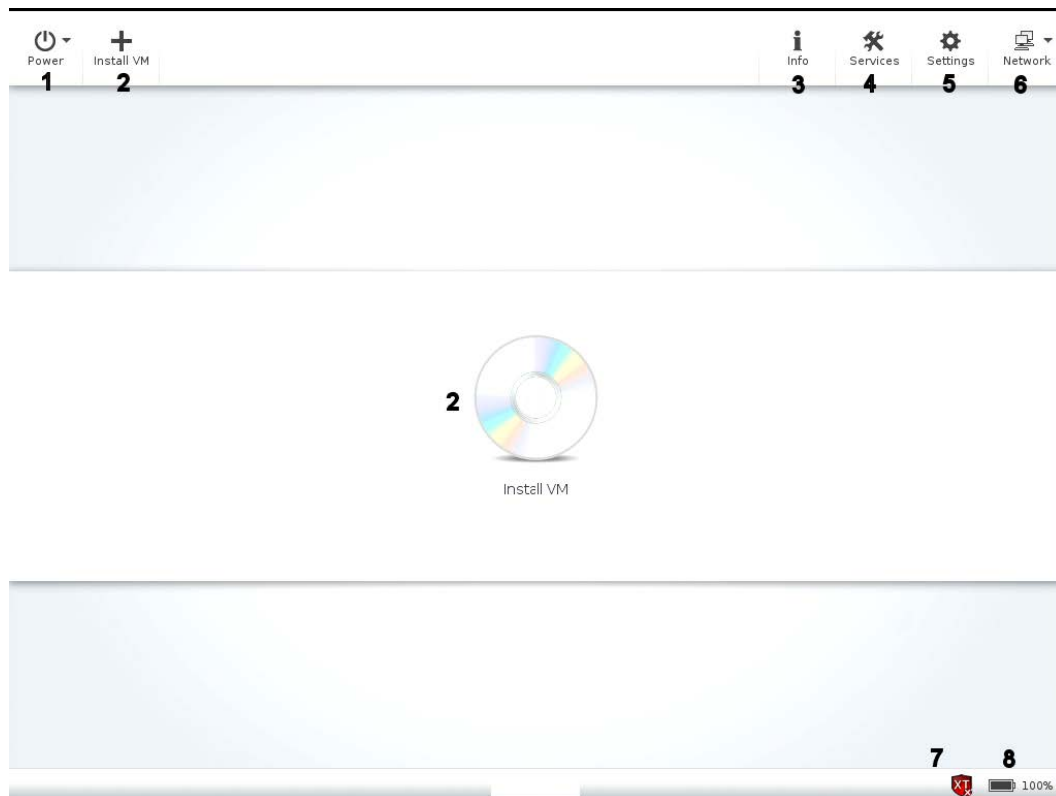 Power
Install VM
Info
Services
Settings
Network
1
2
3
4
5
6
2
Install VM
7
8
XT
100%